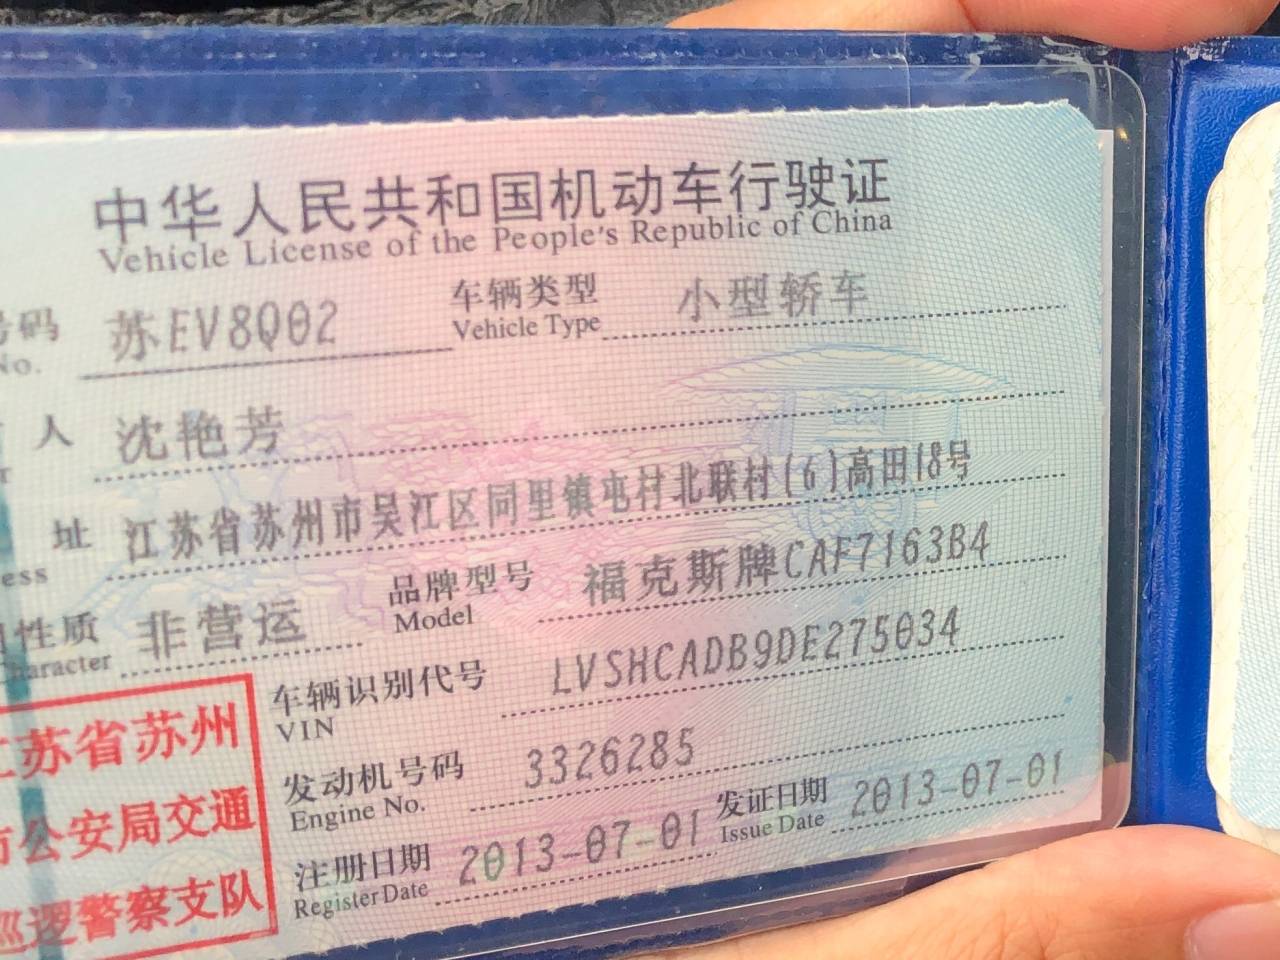 中华人民共和国机动车行驶证
Vehicle License of the People's Republic of China
号码 苏EV8Q02 车辆类型 小型轿车
No. Vehicle Type
人 沈艳芳
址 江苏省苏州市吴江区同里镇屯村北联村(6)高田18号
ess
性质 非营运 品牌型号 福克斯牌CAF7163B4
Character Model
车辆识别代号 LVSHCADB9DE275034
VIN
江苏省苏州
市公安局交通
巡逻警察支队
发动机号码 3326285
Engine No.
注册日期 2013-07-01 发证日期 2013-07-01
Register Date Issue Date